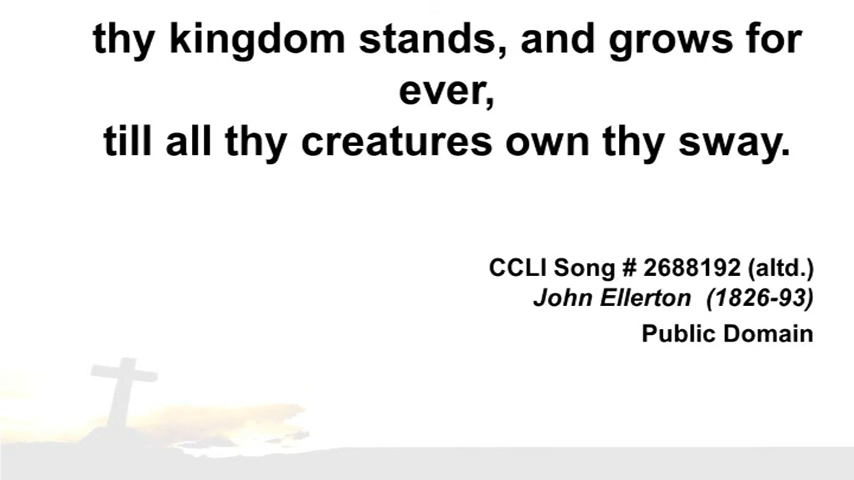 thy kingdom stands, and grows for
ever,
till all thy creatures own thy sway.
CCLI Song # 2688192 (altd.)
John Ellerton (1826-93)
Public Domain